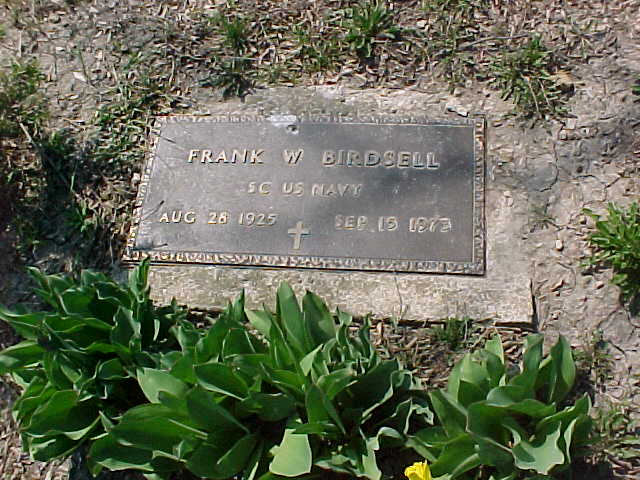 FRANK W BIRDSELL
SC US NAVY
AUG 28 1925 SEP 15 1973